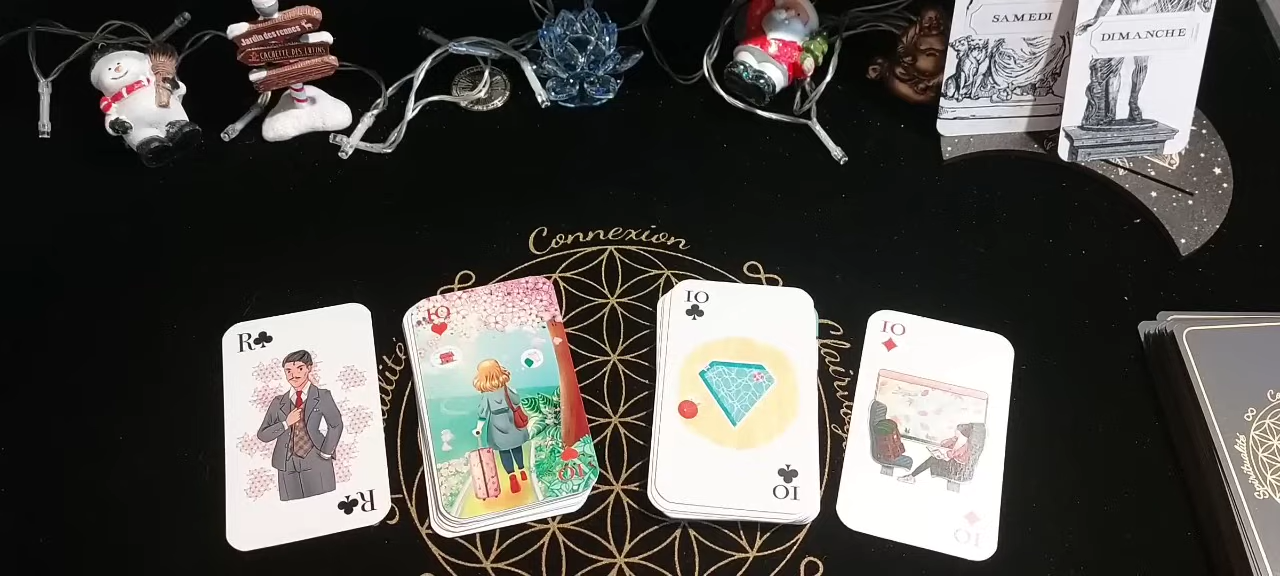 Jardin des rennes
CACHETTE DES LUTINS
SAMEDI
DIMANCHE
Connexion
R
R
10
10
10
10
10
10
Spiritualité